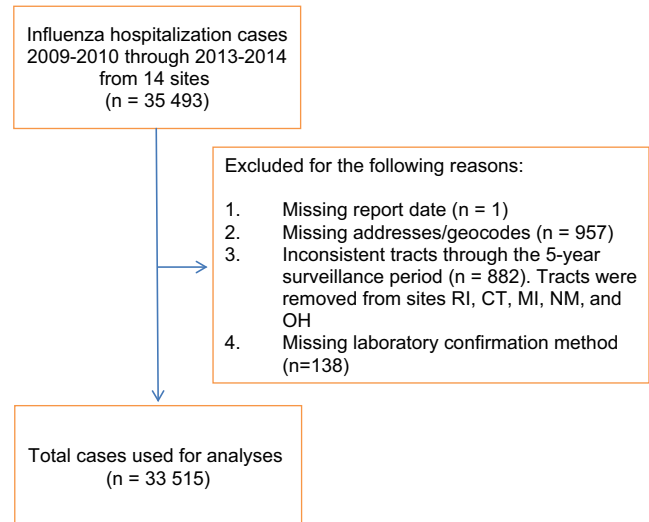 Influenza hospitalization cases
2009-2010 through 2013-2014
from 14 sites
(n = 35 493)
Excluded for the following reasons:
1. Missing report date (n = 1)
2. Missing addresses/geocodes (n = 957)
3. Inconsistent tracts through the 5-year
surveillance period (n = 882). Tracts were
removed from sites RI, CT, MI, NM, and
OH
4. Missing laboratory confirmation method
(n=138)
Total cases used for analyses
(n = 33 515)